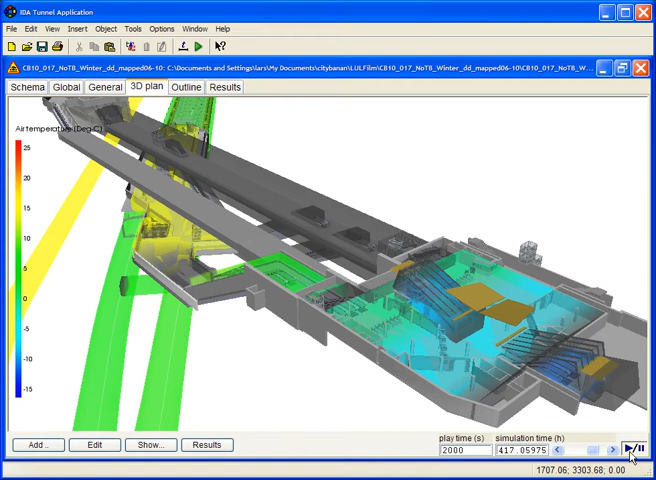 IDA Tunnel Application
File Edit View Insert Object Tools Options Window Help
CB10_017_NoTB_Winter_dd_mapped06-10: C:\Documents and Settings\lars\My Documents\citybanan\LULFilm\CB10_017_NoTB_Winter_dd_mapped06-10\CB10_017_NoTB_W...
Schema Global General 3D plan Outline Results
Air temperature (Deg-C)
25
20
15
10
5
0
-5
-10
-15
Add .. Edit Show... Results
play time (s) simulation time (h)
2000 417.05975
1707.06; 3303.68; 0.00